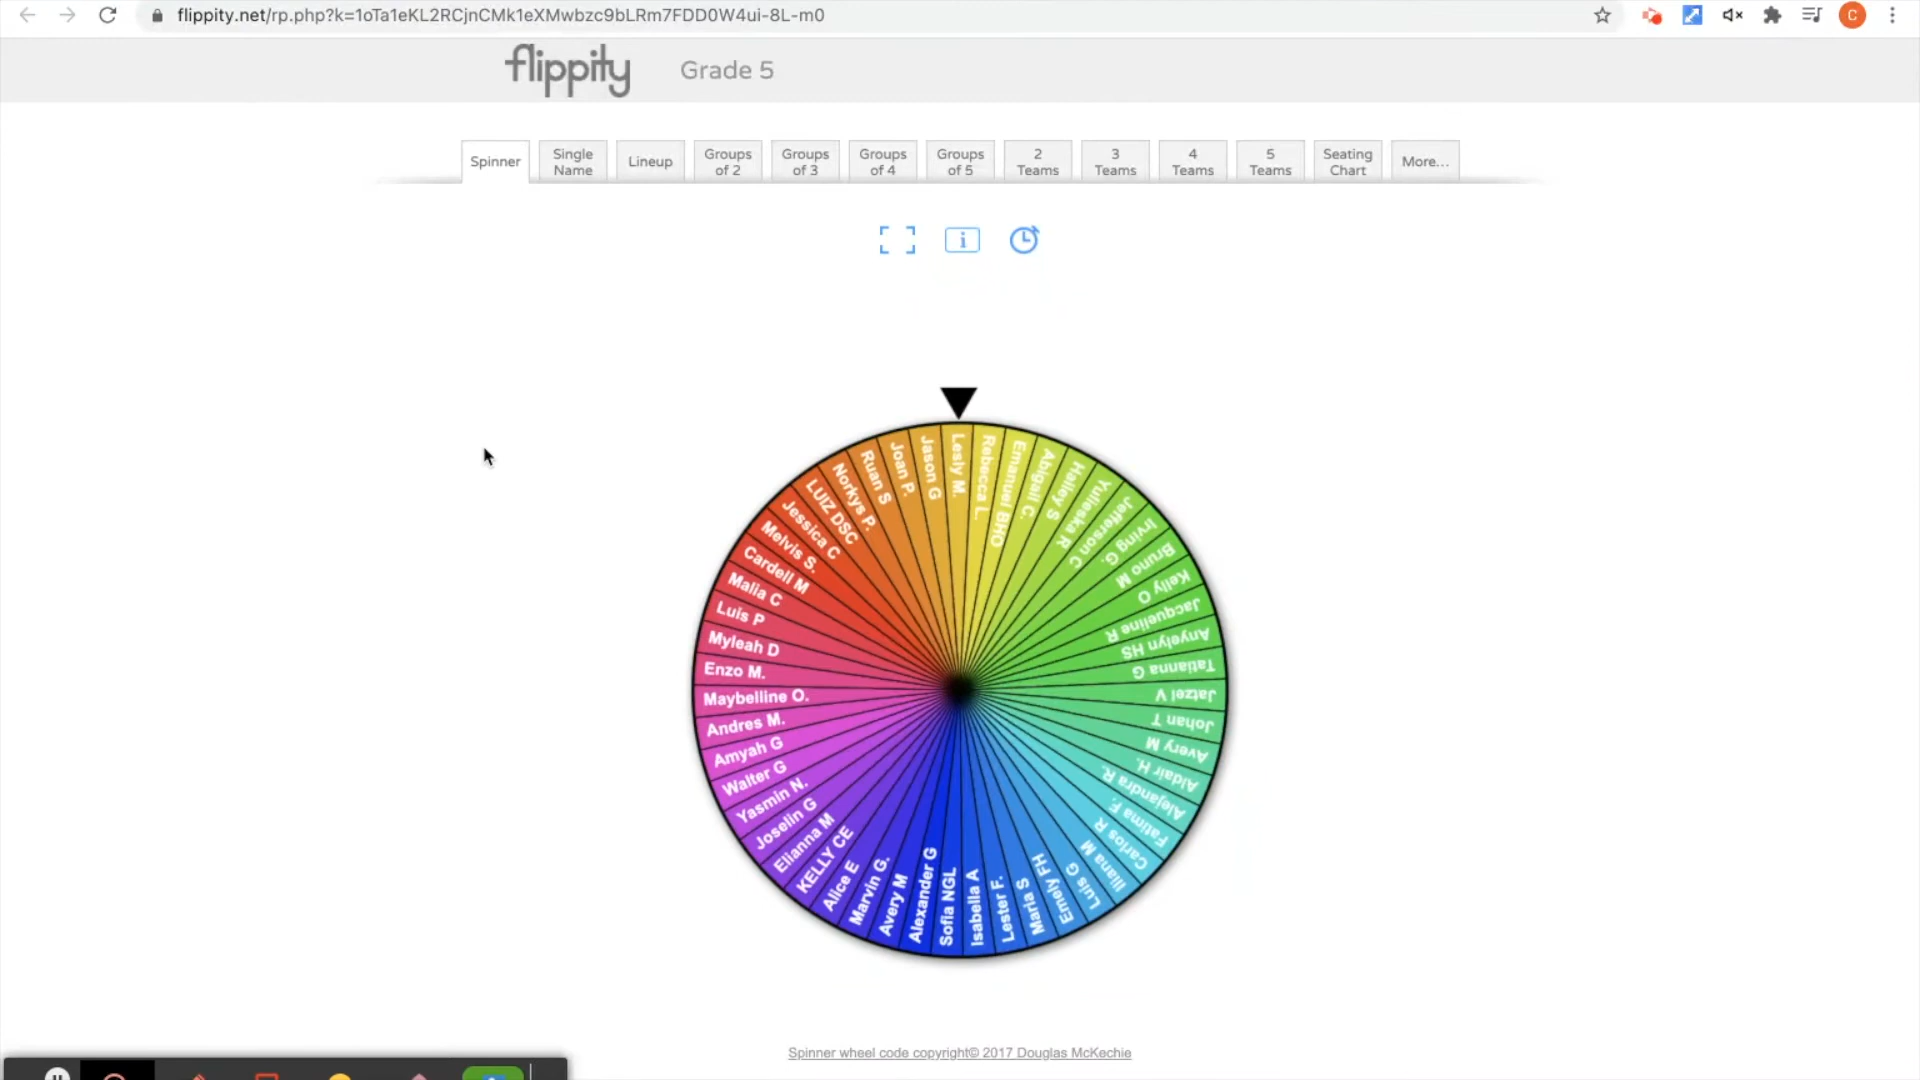 flippity.net/rp.php?k=1oTa1eKL2RCjnCMk1eXMwbzc9bLRm7FDD0W4ui-8L-m0
C
flippity
Grade 5
Spinner
Single
Name
Lineup
Groups
of 2
Groups
of 3
Groups
of 4
Groups
of 5
2
Teams
3
Teams
4
Teams
5
Teams
Seating
Chart
More...
i
Lesly M.
Rebecca L.
Emanuel BHO
Abigail C.
Hailey S
Yulieska R
Jefferson C
Irving G.
Bruno M
Kelly O
Jacqueline R
Anyelyn HS
Tatianna G
Jatzel V
Johan T
Avery M
Aldair H.
Alejandra R.
Fatima F.
Carlos R
Iliana M
Luis G
Emely FH
Maria S
Lester F.
Isabella A
Sofia NGL
Alexander G
Avery M
Marvin G.
Alice E
KELLY CE
Elianna M
Joselin G
Yasmin N.
Walter G
Amyah G
Andres M.
Maybelline O.
Enzo M.
Myleah D
Luis P
Malia C
Cardell M
Melvis S.
Jessica C
LUIZ DSC
Norkys P.
Ruan S
Joan P.
Jason G
Spinner wheel code copyright© 2017 Douglas McKechie